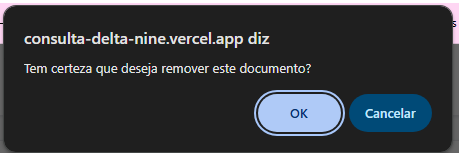 consulta-delta-nine.vercel.app diz
Tem certeza que deseja remover este documento?
OK
Cancelar